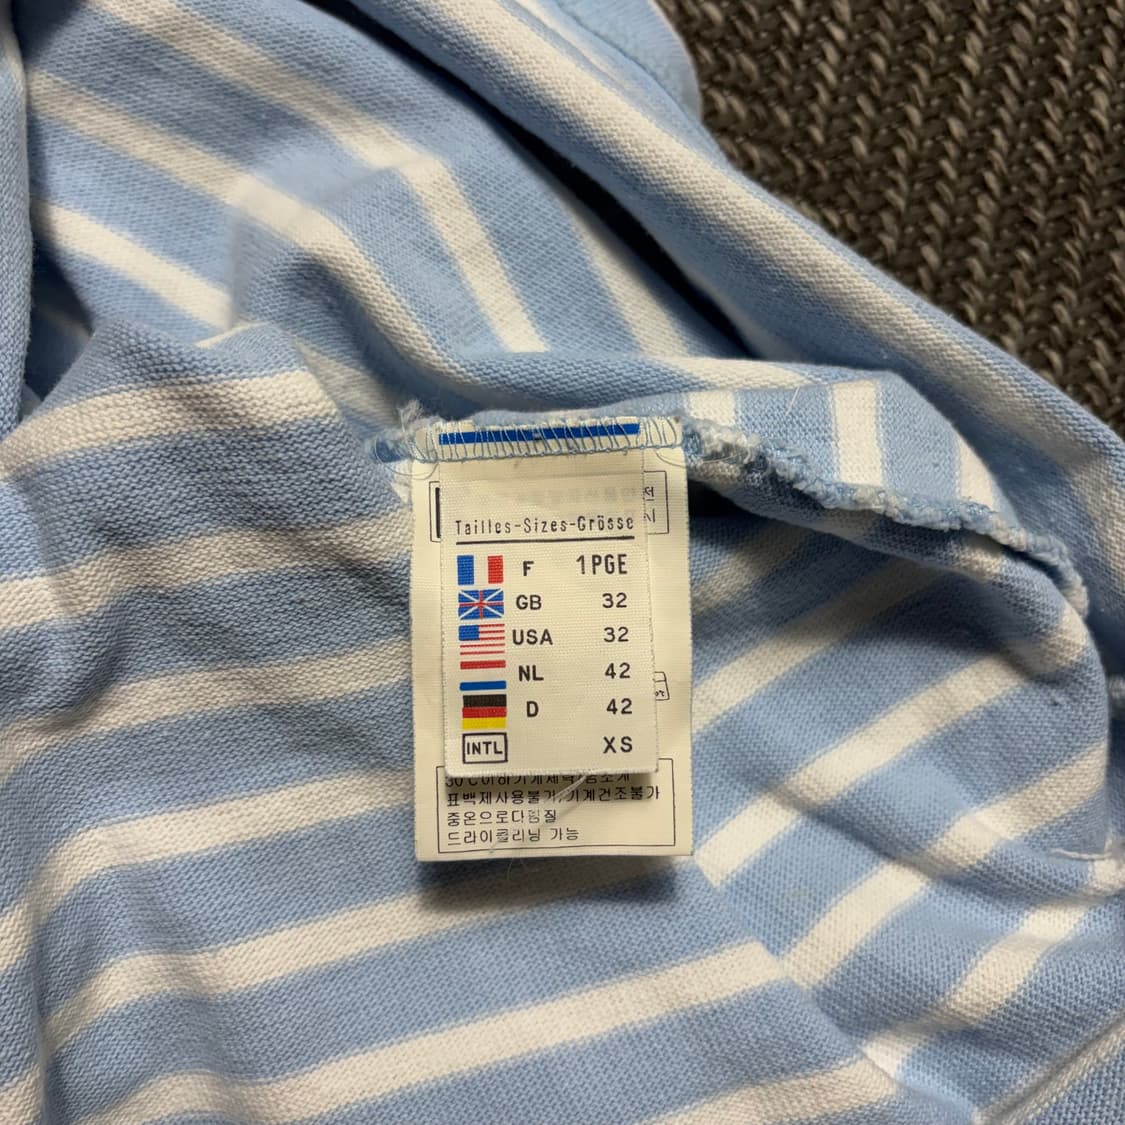 전
시
Tailles-Sizes-Grösse
F 1PGE
GB 32
USA 32
NL 42
D 42
INTL XS
표백제사용불가, 기계건조불가
중온으로다림질
드라이클리닝 가능